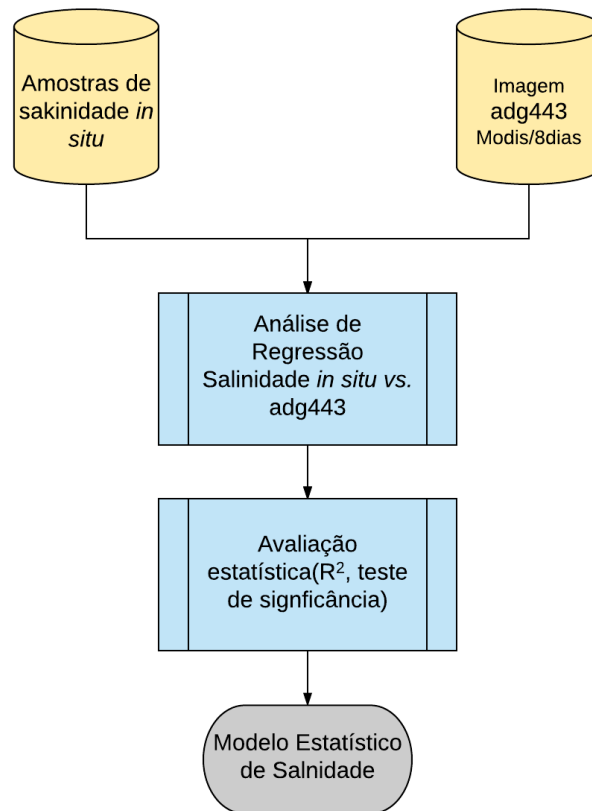 Amostras de
sakinidade in
situ
Imagem
adg443
Modis/8dias
Análise de
Regressão
Salinidade in situ vs.
adg443
Avaliação
estatística(R², teste
de signficância)
Modelo Estatístico
de Salnidade